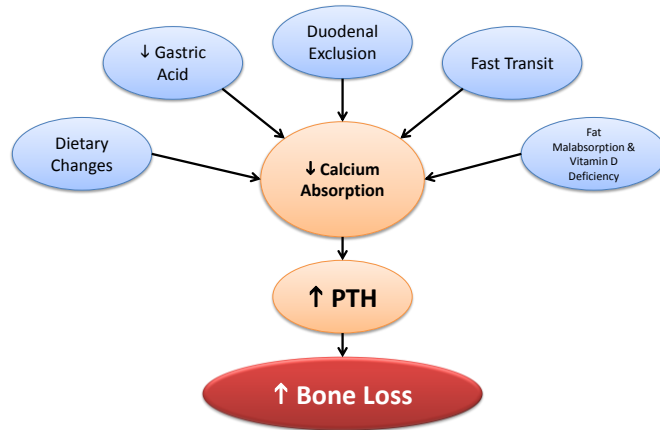 Duodenal
Exclusion
↓ Gastric
Acid
Fast Transit
Dietary
Changes
↓ Calcium
Absorption
Fat
Malabsorption &
Vitamin D
Deficiency
↑ PTH
↑ Bone Loss